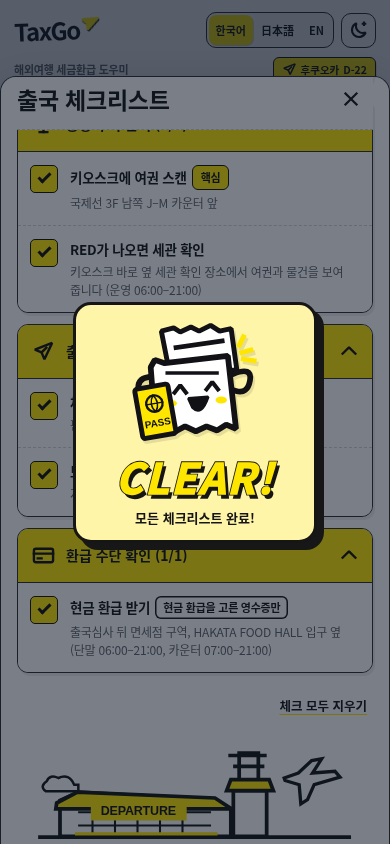 TaxGo
한국어 日本語 EN
해외여행 세금환급 도우미
후쿠오카 D-22
출국 체크리스트
키오스크에 여권 스캔 핵심
국제선 3F 남쪽 J–M 카운터 앞
RED가 나오면 세관 확인
키오스크 바로 옆 세관 확인 장소에서 여권과 물건을 보여
줍니다 (운영 06:00–21:00)
PASS
CLEAR!
모든 체크리스트 완료!
환급 수단 확인 (1/1)
현금 환급 받기 현금 환급을 고른 영수증만
출국심사 뒤 면세점 구역, HAKATA FOOD HALL 입구 옆
(단말 06:00–21:00, 카운터 07:00–21:00)
체크 모두 지우기
DEPARTURE